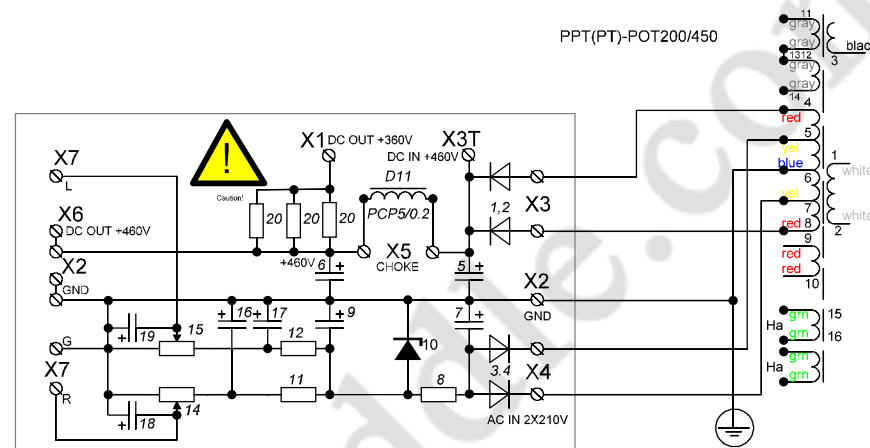 PPT(PT)-POT200/450
11
gray
gray
1312
gray
14
3
blac
4
red
5
yel
blue
6
yel
7
red
8
9
red
red
10
1
white
white
2
grn
15
Ha
grn
16
grn
Ha
grn
X7
L
Caution!
X1 DC OUT +360V
X3T
DC IN +460V
D11
PCP5/0.2
1,2
X3
20
20
20
X6
DC OUT +460V
+460V
X5
CHOKE
6 +
5 +
X2
GND
X2
GND
+ 19
15
+ 16
+ 17
9 +
12
10
7 +
G
3.4
X4
X7
R
14
+ 18
11
8
AC IN 2X210V
ddle.com